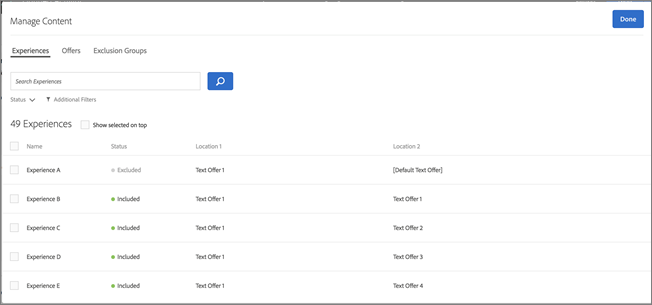 Manage Content
Done
Experiences Offers Exclusion Groups
Search Experiences
Status Additional Filters
49 Experiences Show selected on top
Name Status Location 1 Location 2
Experience A Excluded Text Offer 1 [Default Text Offer]
Experience B Included Text Offer 1 Text Offer 1
Experience C Included Text Offer 1 Text Offer 2
Experience D Included Text Offer 1 Text Offer 3
Experience E Included Text Offer 1 Text Offer 4